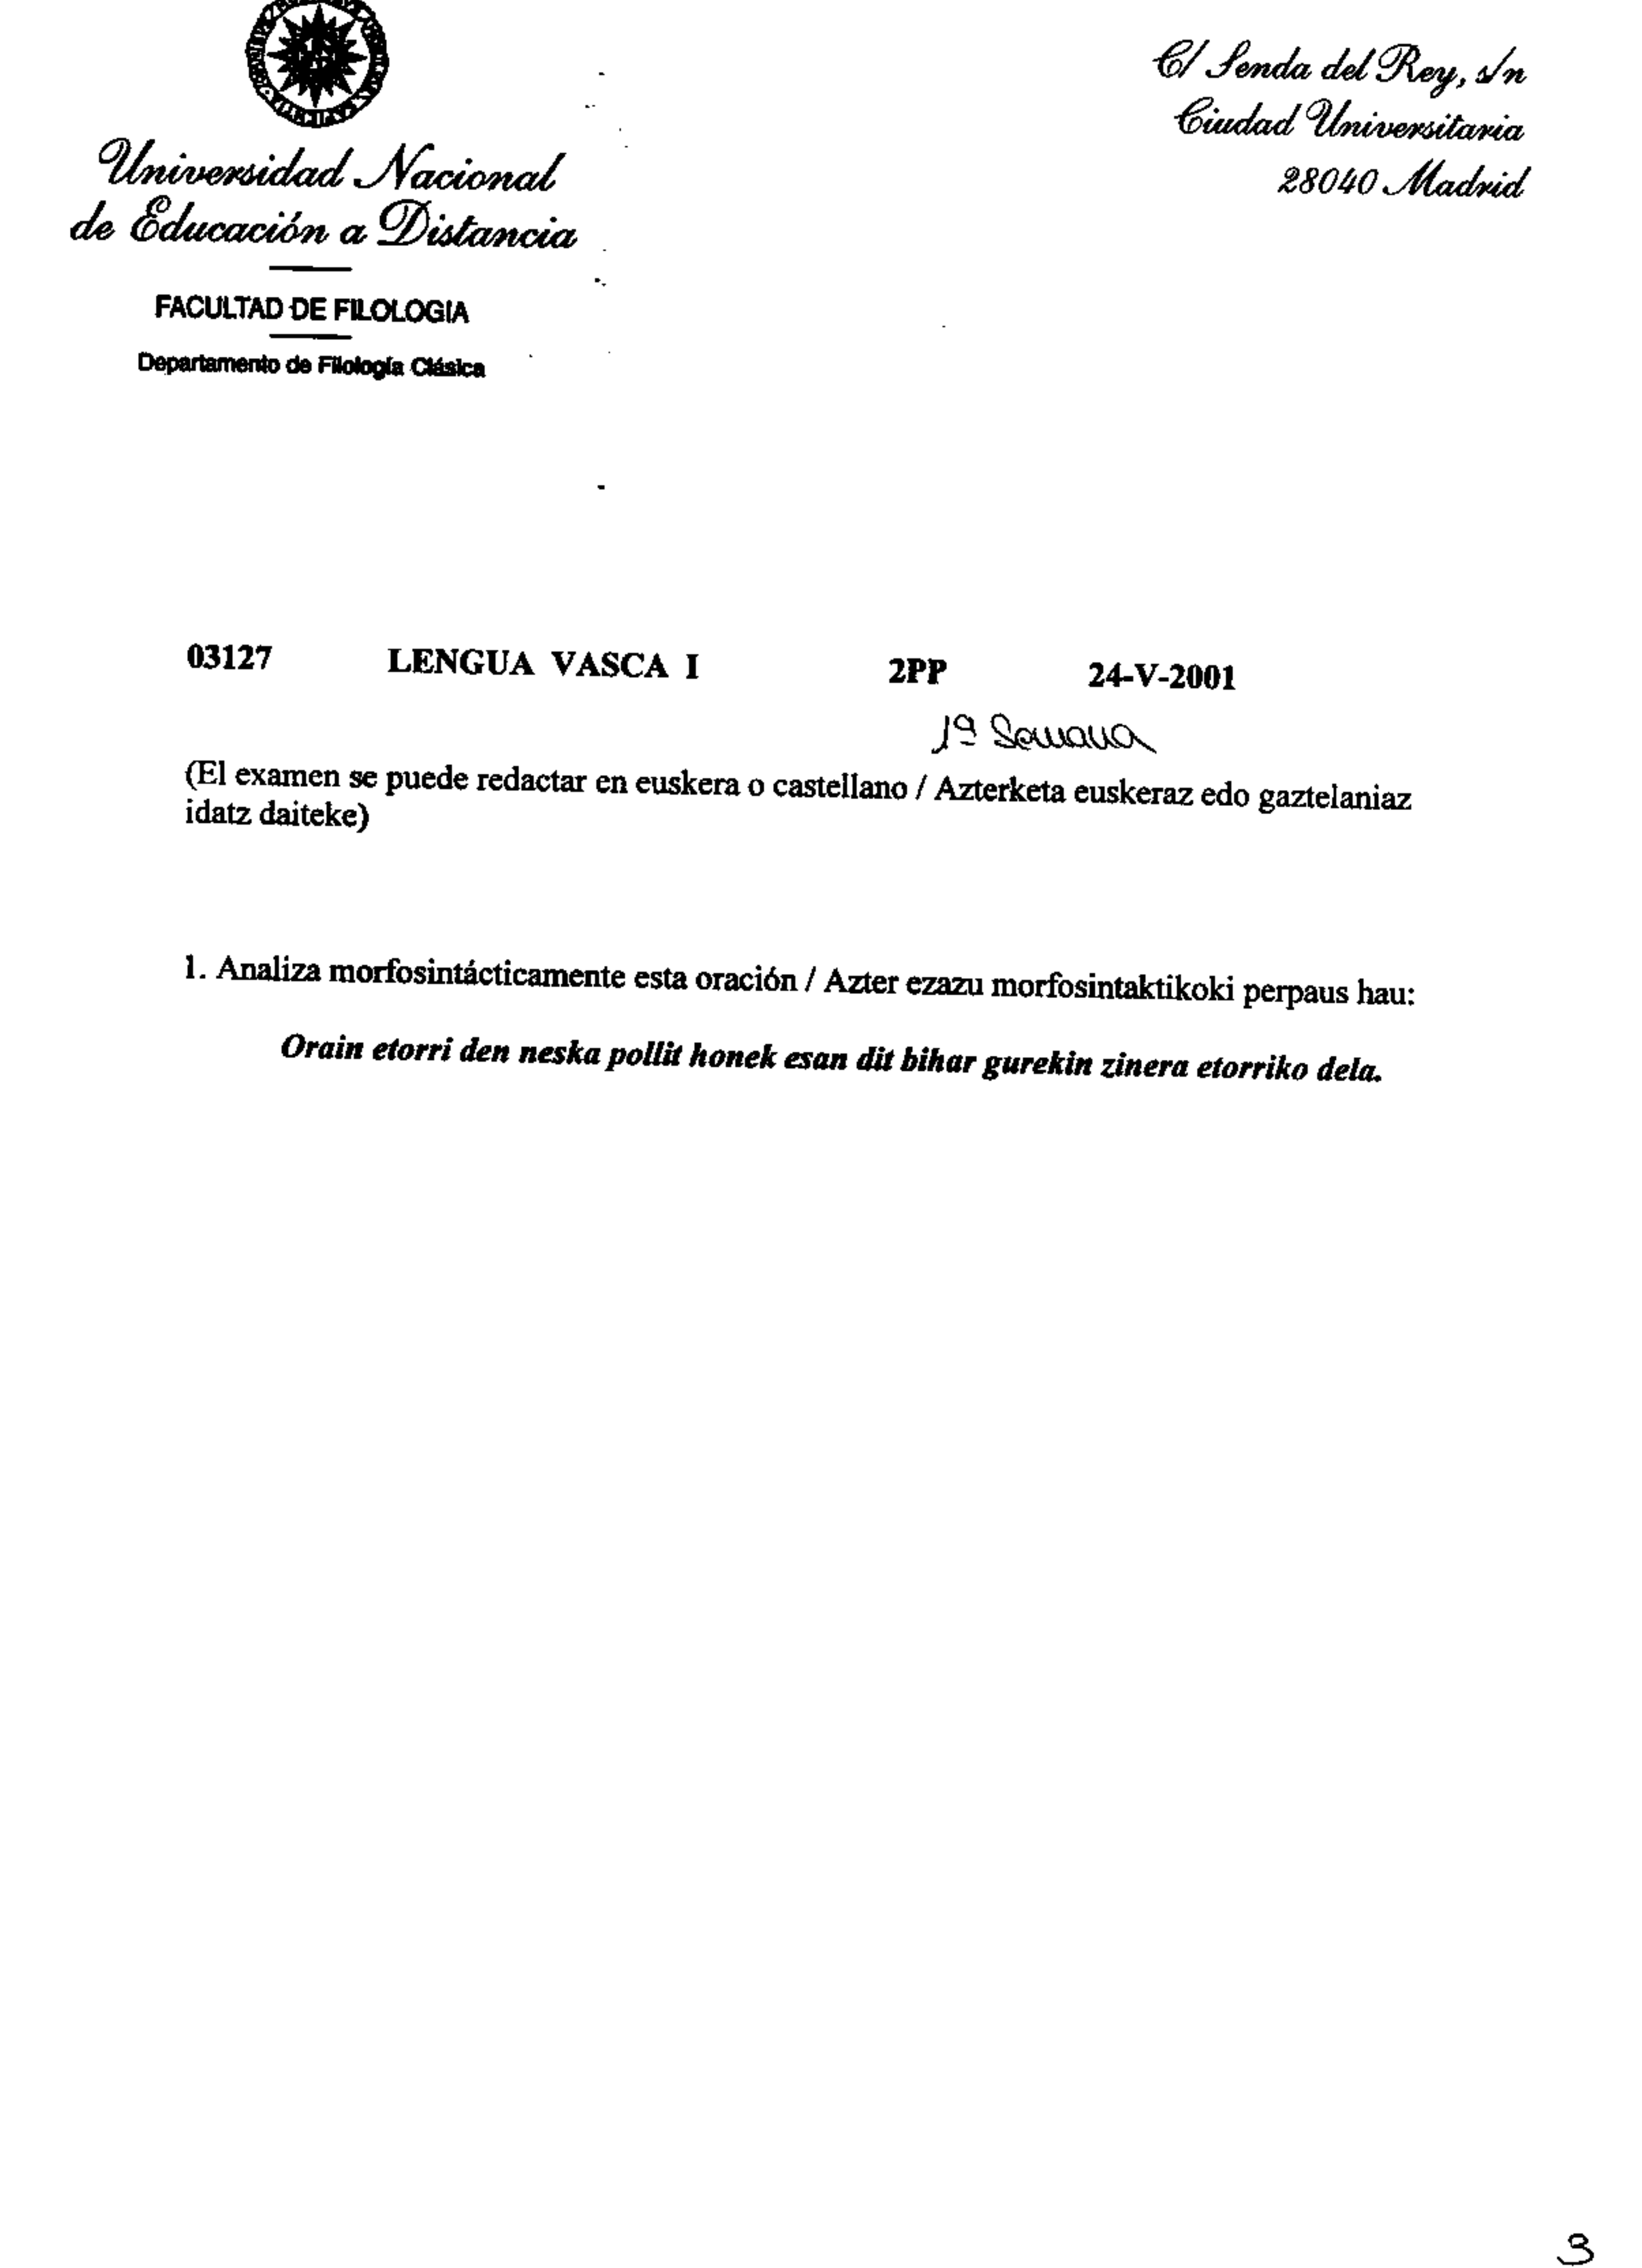 Universidad Nacional
de Educación a Distancia
FACULTAD DE FILOLOGIA
Departamento de Filología Clásica
C/ Senda del Rey, s/n
Ciudad Universitaria
28040 Madrid
03127 LENGUA VASCA I 2PP 24-V-2001
1ª Semana
(El examen se puede redactar en euskera o castellano / Azterketa euskeraz edo gaztelaniaz
idatz daiteke)
1. Analiza morfosintácticamente esta oración / Azter ezazu morfosintaktikoki perpaus hau:
Orain etorri den neska pollit honek esan dit bihar gurekin zinera etorriko dela.
3